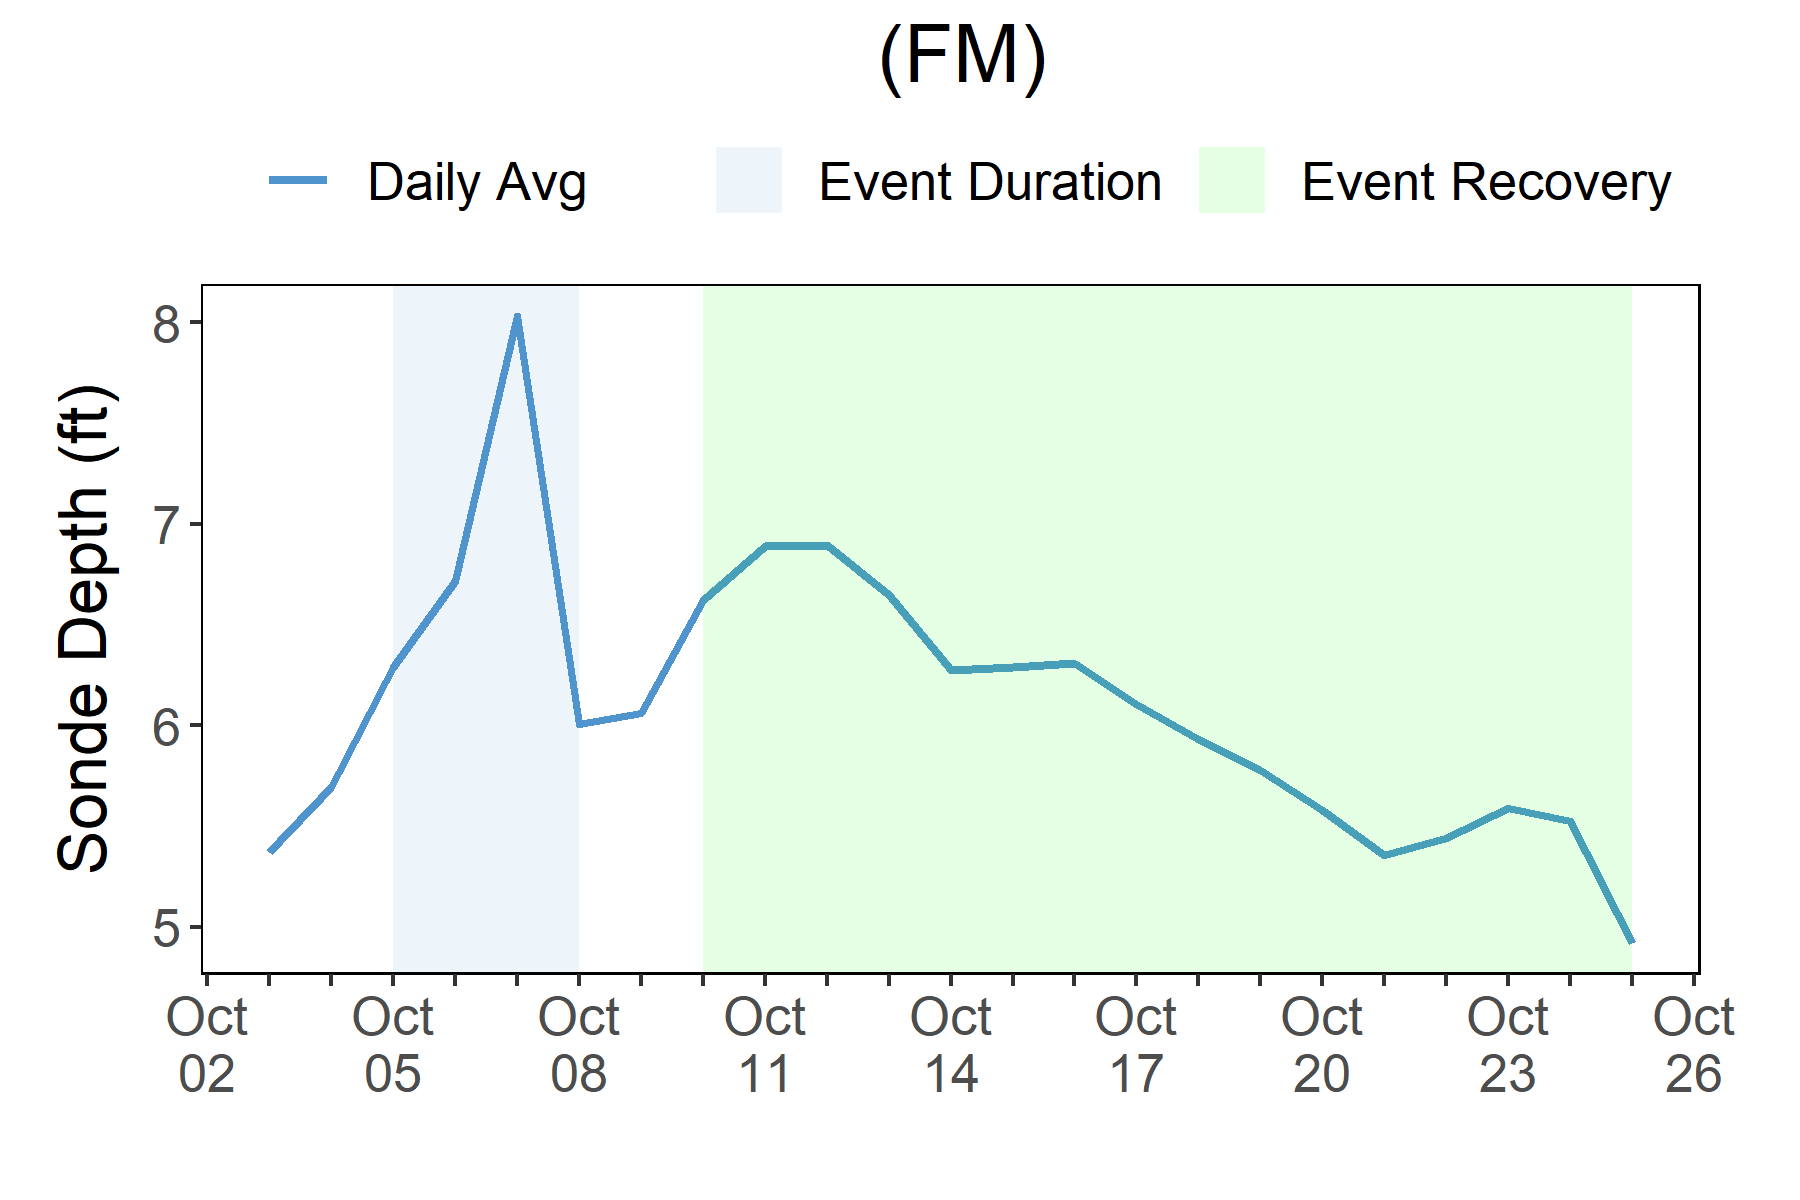 (FM)
Daily Avg Event Duration Event Recovery
Sonde Depth (ft)
8
7
6
5
Oct Oct Oct Oct Oct Oct Oct Oct Oct
02 05 08 11 14 17 20 23 26